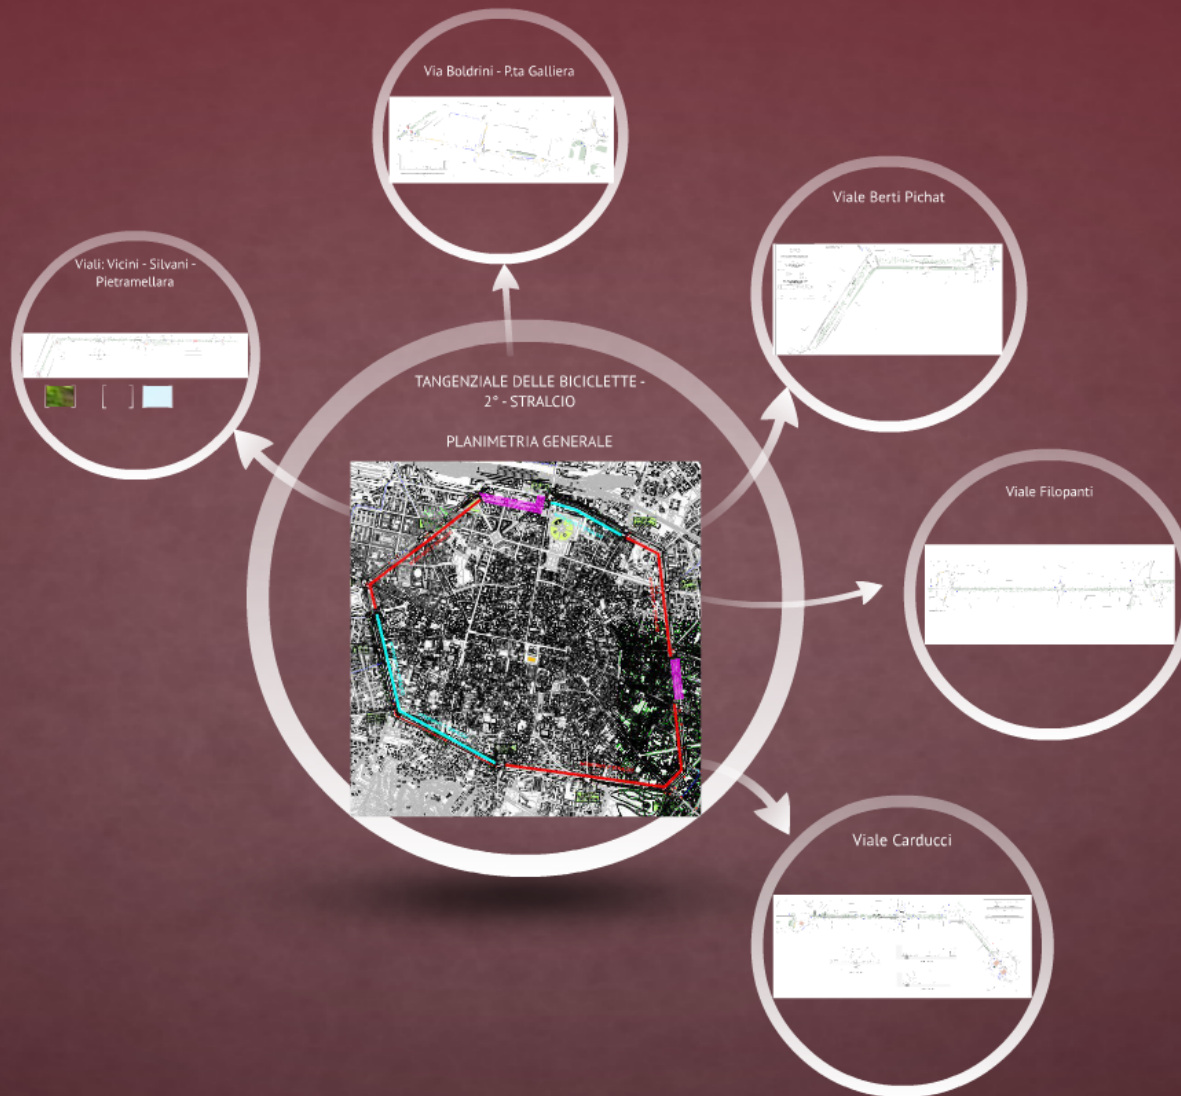 Via Boldrini - P.ta Galliera
Viale Berti Pichat
Viali: Vicini - Silvani -
Pietramellara
TANGENZIALE DELLE BICICLETTE -
2° - STRALCIO
PLANIMETRIA GENERALE
Viale Filopanti
Viale Carducci